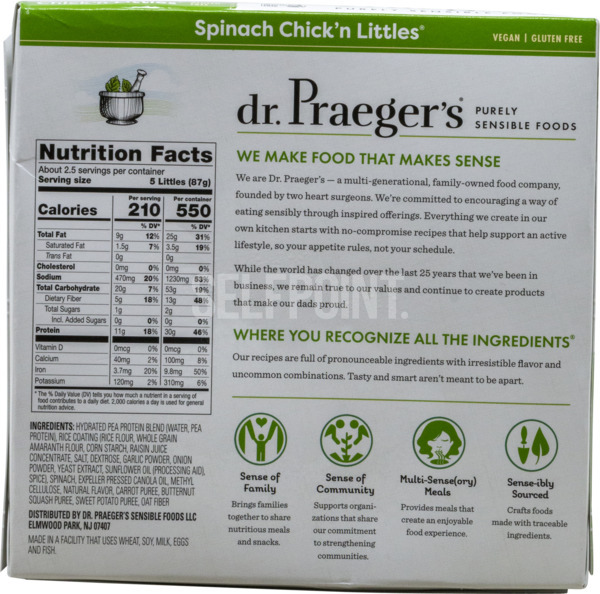 Spinach Chick'n Littles®
VEGAN | GLUTEN FREE
dr. Praeger's®
PURELY
SENSIBLE FOODS
Nutrition Facts
About 2.5 servings per container
Serving size 5 Littles (87g)
Calories
Per serving 210
Per container 550
% DV* % DV*
Total Fat 9g 12% 25g 31%
Saturated Fat 1.5g 7% 3.5g 19%
Trans Fat 0g 0g
Cholesterol 0mg 0% 0mg 0%
Sodium 470mg 20% 1230mg 53%
Total Carbohydrate 20g 7% 53g 19%
Dietary Fiber 5g 18% 13g 48%
Total Sugars 1g 2g
Incl. Added Sugars 0g 0% 0g 0%
Protein 11g 18% 30g 46%
Vitamin D 0mcg 0% 0mcg 0%
Calcium 40mg 2% 100mg 8%
Iron 3.7mg 20% 9.8mg 50%
Potassium 120mg 2% 310mg 6%
*The % Daily Value (DV) tells you how much a nutrient in a serving of
food contributes to a daily diet. 2,000 calories a day is used for general
nutrition advice.
INGREDIENTS: HYDRATED PEA PROTEIN BLEND (WATER, PEA
PROTEIN), RICE COATING (RICE FLOUR, WHOLE GRAIN
AMARANTH FLOUR, CORN STARCH, RAISIN JUICE
CONCENTRATE, SALT, DEXTROSE, GARLIC POWDER, ONION
POWDER, YEAST EXTRACT, SUNFLOWER OIL (PROCESSING AID),
SPICE), SPINACH, EXPELLER PRESSED CANOLA OIL, METHYL
CELLULOSE, NATURAL FLAVOR, CARROT PUREE, BUTTERNUT
SQUASH PUREE, SWEET POTATO PUREE, OAT FIBER
DISTRIBUTED BY DR. PRAEGER'S SENSIBLE FOODS LLC
ELMWOOD PARK, NJ 07407
MADE IN A FACILITY THAT USES WHEAT, SOY, MILK, EGGS
AND FISH.
WE MAKE FOOD THAT MAKES SENSE
We are Dr. Praeger's — a multi-generational, family-owned food company,
founded by two heart surgeons. We're committed to encouraging a way of
eating sensibly through inspired offerings. Everything we create in our
own kitchen starts with no-compromise recipes that help support an active
lifestyle, so your appetite rules, not your schedule.
While the world has changed over the last 25 years that we've been in
business, we remain true to our values and continue to create products
that make our dads proud.
SELFPOINT.
WHERE YOU RECOGNIZE ALL THE INGREDIENTS®
Our recipes are full of pronounceable ingredients with irresistible flavor and
uncommon combinations. Tasty and smart aren't meant to be apart.
Sense of
Family
Brings families
together to share
nutritious meals
and snacks.
Sense of
Community
Supports organi-
zations that share
our commitment
to strengthening
communities.
Multi-Sense(ory)
Meals
Provides meals that
create an enjoyable
food experience.
Sense-ibly
Sourced
Crafts foods
made with traceable
ingredients.